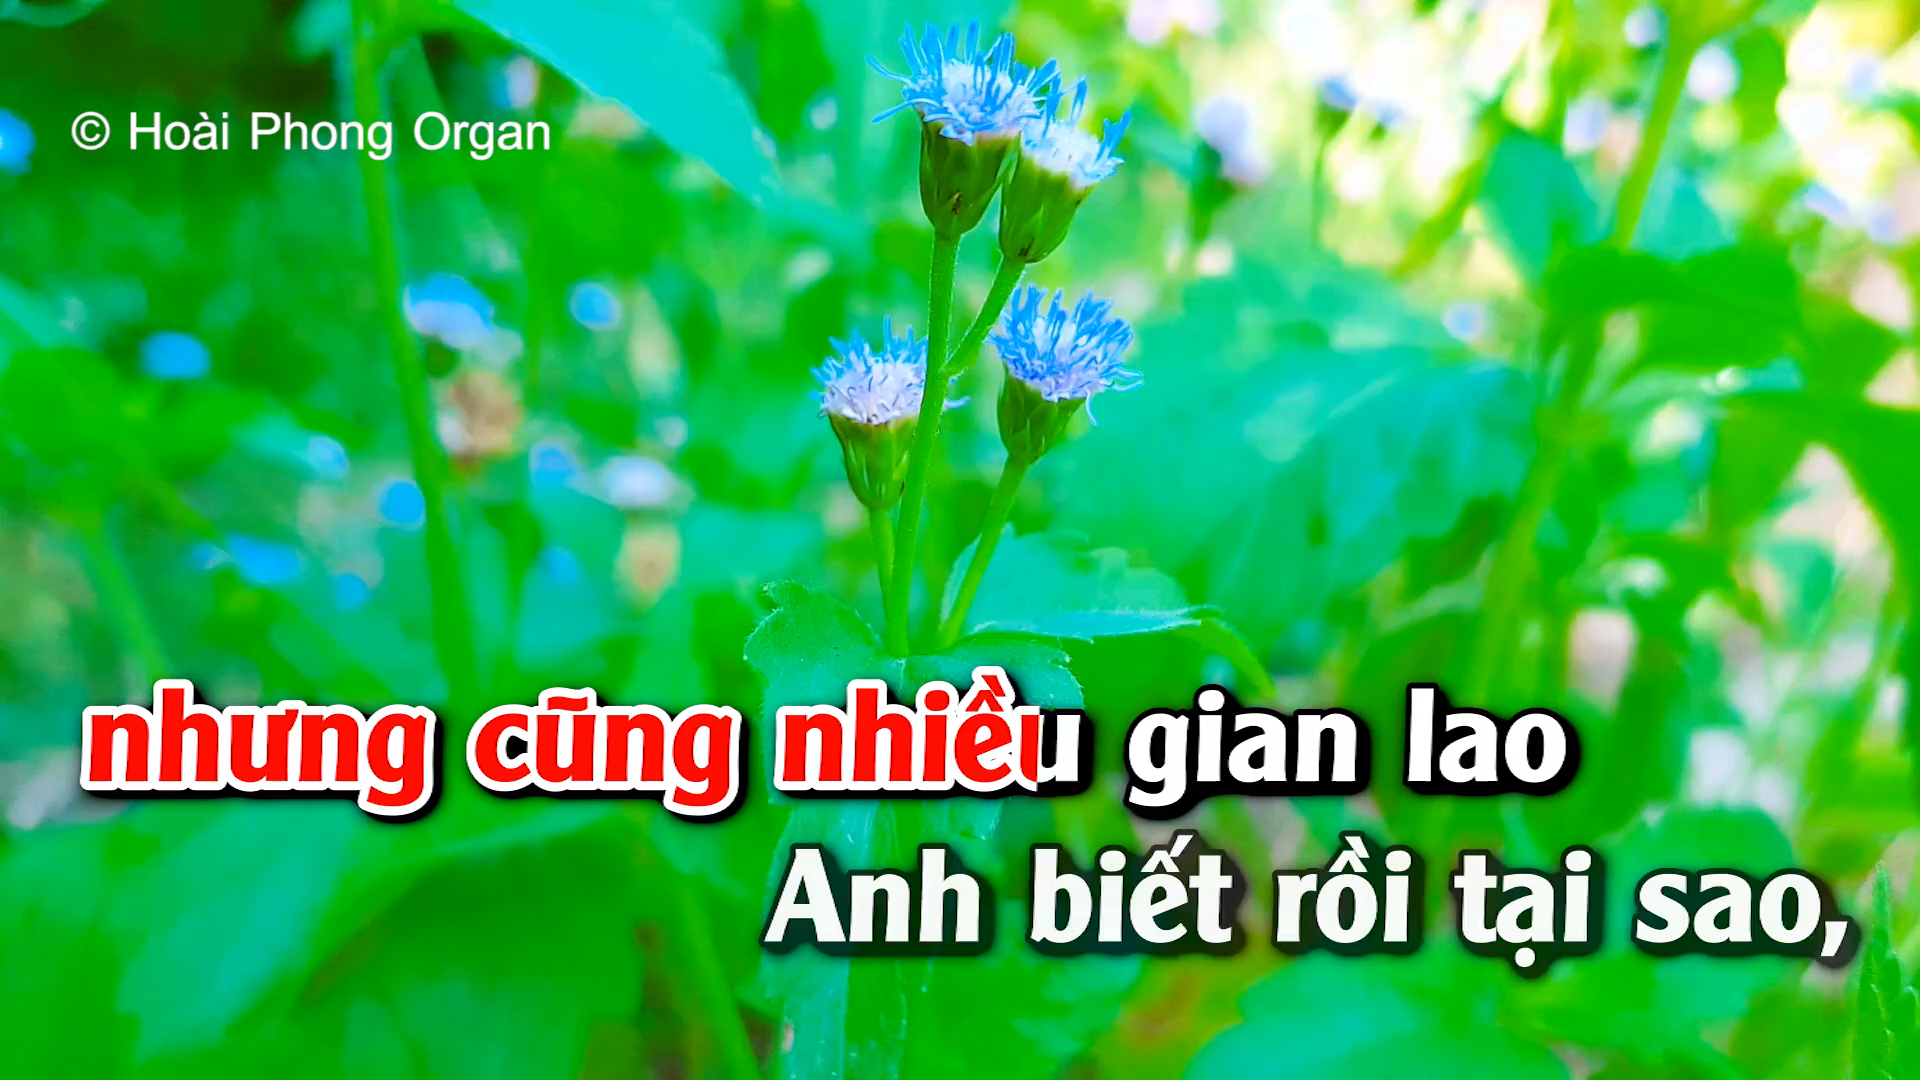 © Hoài Phong Organ
nhưng cũng nhiều gian lao
Anh biết rồi tại sao,